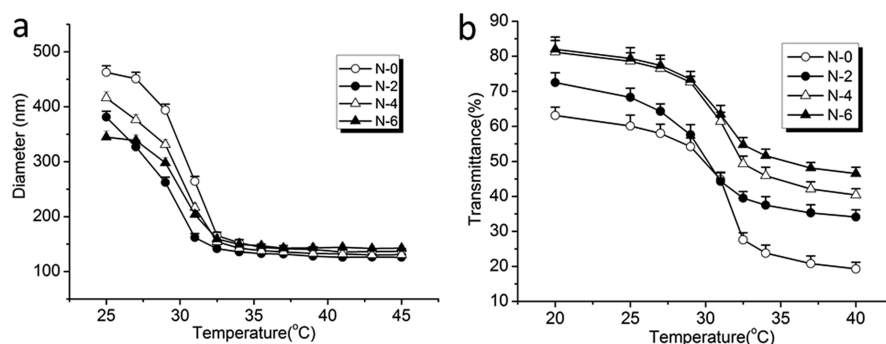 a
500
400
300
200
100
Diameter (nm)
25
30
35
40
45
Temperature(°C)
N-0
N-2
N-4
N-6
b
90
80
70
60
50
40
30
20
10
Transmittance(%)
20
25
30
35
40
Temperature(°C)
N-0
N-2
N-4
N-6